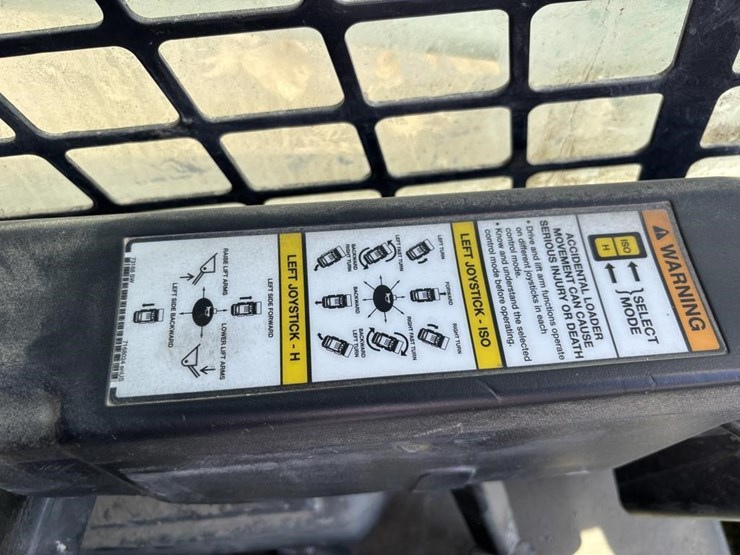 WARNING
ISO
H
SELECT
MODE
ACCIDENTAL LOADER
MOVEMENT CAN CAUSE
SERIOUS INJURY OR DEATH
• Drive and lift arm functions operate
on different joysticks in each
control mode.
• Know and understand the selected
control mode before operating.
LEFT JOYSTICK - ISO
LEFT TURN
FORWARD
RIGHT TURN
LEFT FAST TURN
RIGHT FAST TURN
BACKWARD
RIGHT TURN
BACKWARD
BACKWARD
LEFT TURN
LEFT JOYSTICK - H
LEFT SIDE FORWARD
RAISE LIFT ARMS
LOWER LIFT ARMS
LEFT SIDE BACKWARD